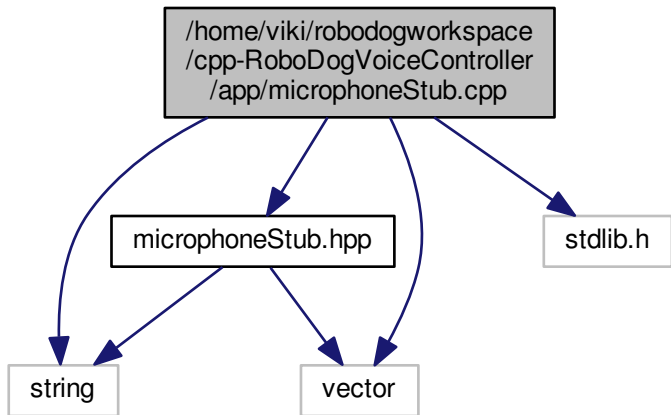 /home/viki/robodogworkspace
/cpp-RoboDogVoiceController
/app/microphoneStub.cpp
microphoneStub.hpp
stdlib.h
string
vector